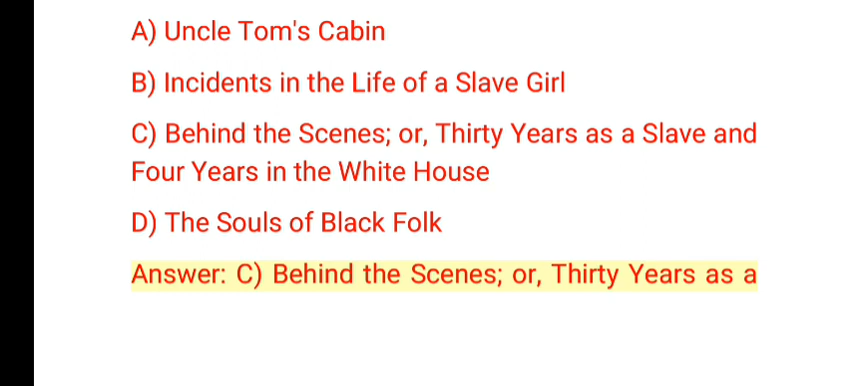 A) Uncle Tom's Cabin
B) Incidents in the Life of a Slave Girl
C) Behind the Scenes; or, Thirty Years as a Slave and
Four Years in the White House
D) The Souls of Black Folk
Answer: C) Behind the Scenes; or, Thirty Years as a